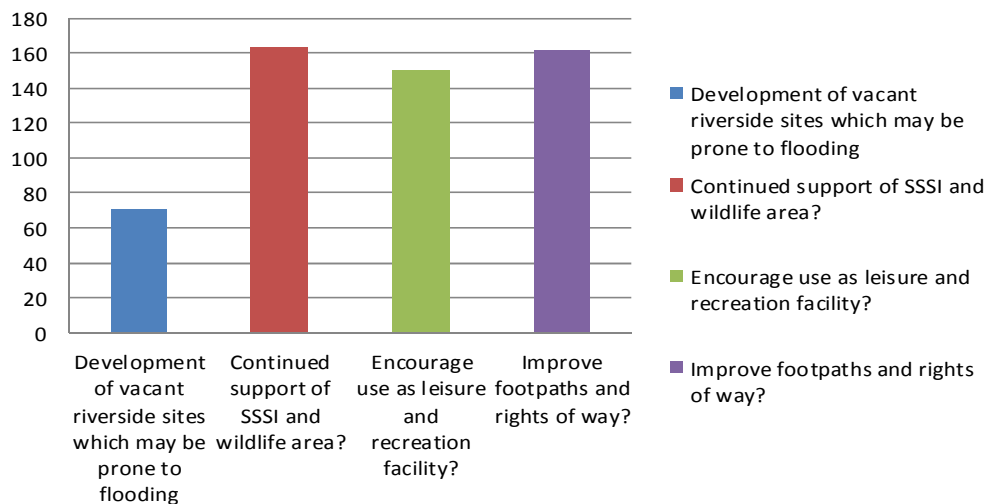 180
160
140
120
100
80
60
40
20
0
Development
of vacant
riverside sites
which may be
prone to
flooding
Continued
support of
SSSI and
wildlife area?
Encourage
use as leisure
and
recreation
facility?
Improve
footpaths and
rights of way?
Development of vacant
riverside sites which may be
prone to flooding
Continued support of SSSI and
wildlife area?
Encourage use as leisure and
recreation facility?
Improve footpaths and rights
of way?